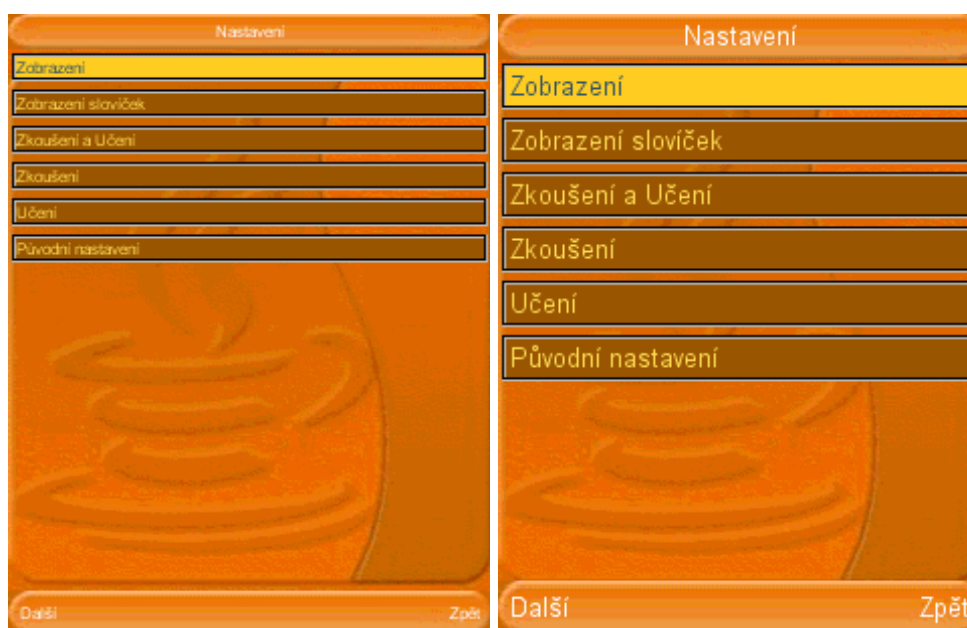 Nastavení
Zobrazení
Zobrazení slovíček
Zkoušení a Učení
Zkoušení
Učení
Původní nastavení
Další Zpět
Nastavení
Zobrazení
Zobrazení slovíček
Zkoušení a Učení
Zkoušení
Učení
Původní nastavení
Další Zpět